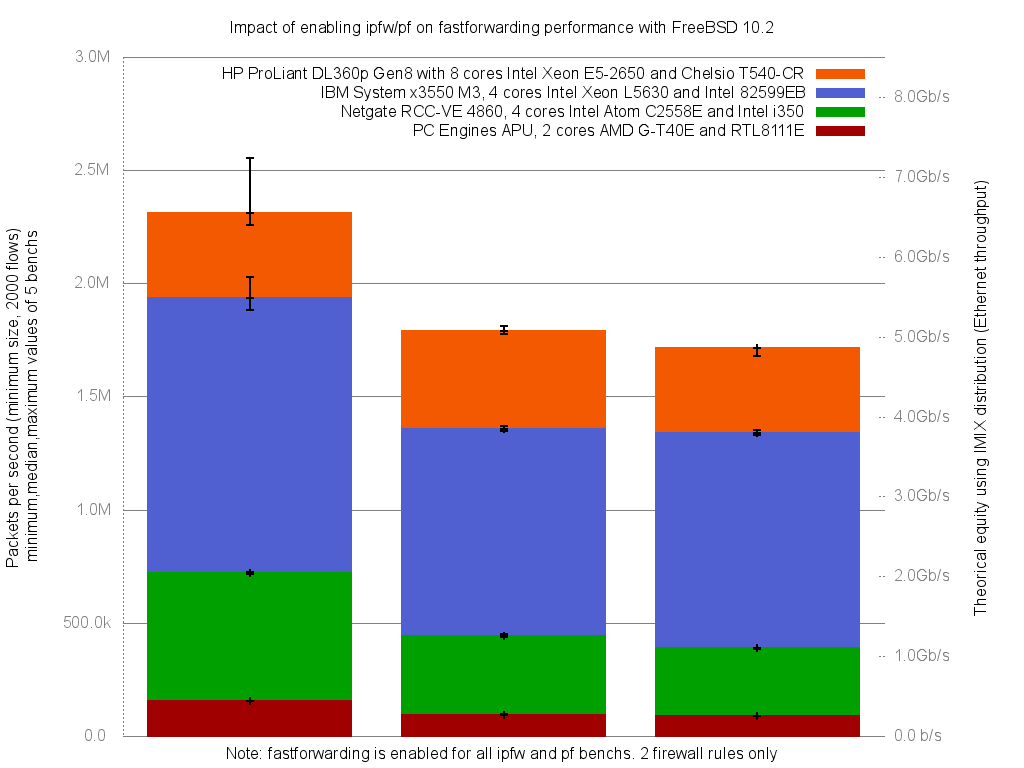 Impact of enabling ipfw/pf on fastforwarding performance with FreeBSD 10.2
3.0M
HP ProLiant DL360p Gen8 with 8 cores Intel Xeon E5-2650 and Chelsio T540-CR
IBM System x3550 M3, 4 cores Intel Xeon L5630 and Intel 82599EB
8.0Gb/s
Netgate RCC-VE 4860, 4 cores Intel Atom C2558E and Intel i350
PC Engines APU, 2 cores AMD G-T40E and RTL8111E
2.5M
7.0Gb/s
6.0Gb/s
2.0M
5.0Gb/s
1.5M
4.0Gb/s
1.0M
3.0Gb/s
2.0Gb/s
500.0k
1.0Gb/s
0.0
0.0 b/s
Packets per second (minimum size, 2000 flows)
minimum,median,maximum values of 5 benchs
Theorical equity using IMIX distribution (Ethernet throughput)
Note: fastforwarding is enabled for all ipfw and pf benchs. 2 firewall rules only